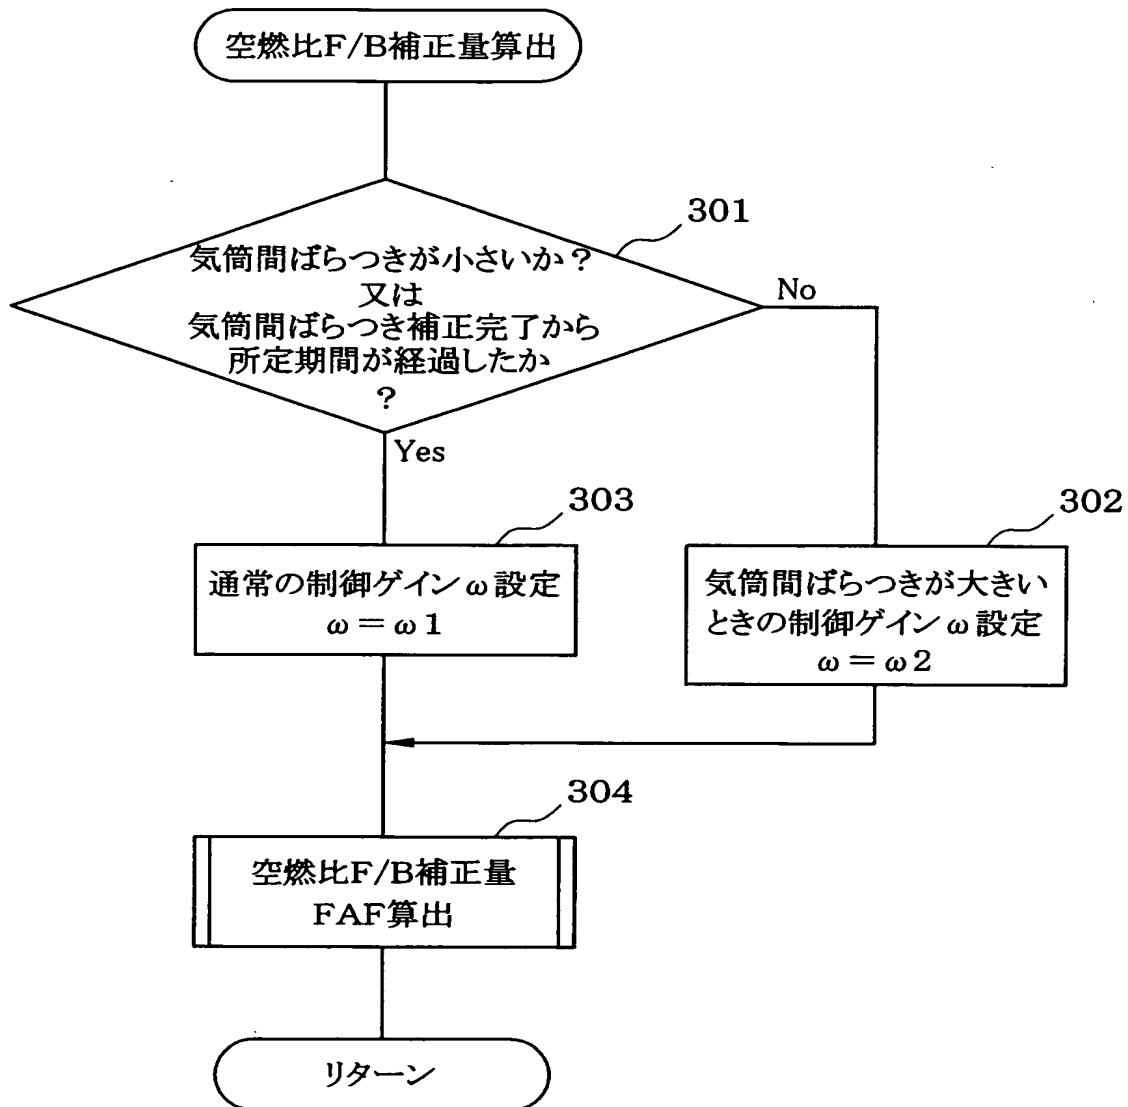 空燃比F/B補正量算出
301
気筒間ばらつきが小さいか？
又は
気筒間ばらつき補正完了から
所定期間が経過したか
？
No
Yes
303
通常の制御ゲインω設定
ω＝ω1
302
気筒間ばらつきが大きい
ときの制御ゲインω設定
ω＝ω2
304
空燃比F/B補正量
FAF算出
リターン